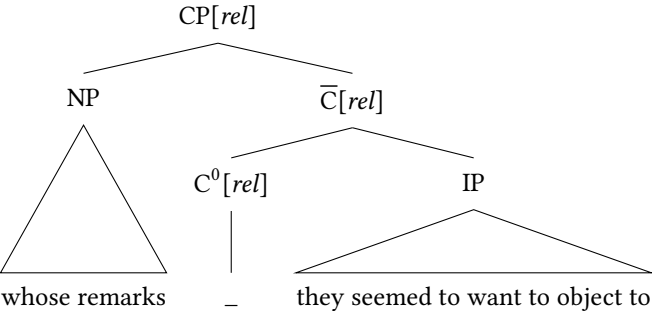 CP[rel]
NP C̅[rel]
C⁰[rel] IP
whose remarks _ they seemed to want to object to